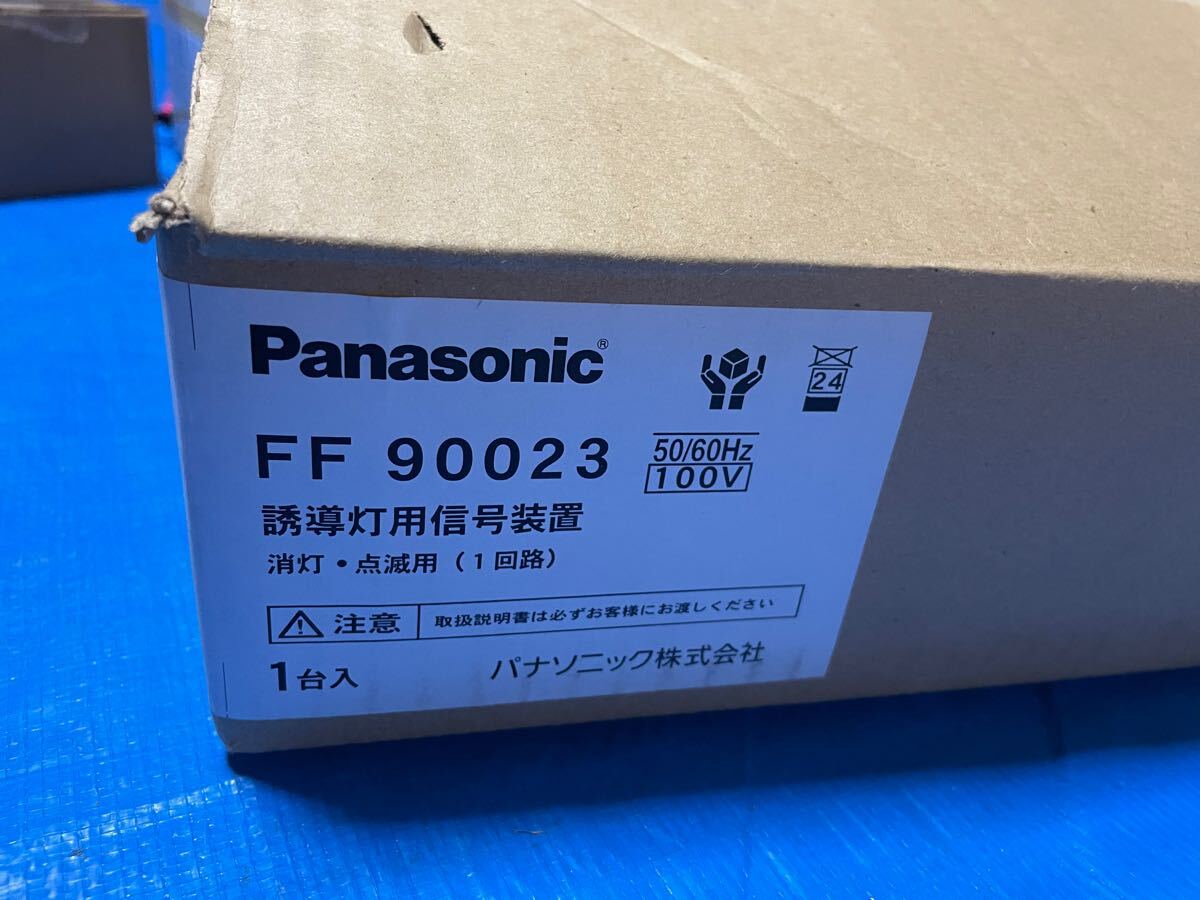 Panasonic®
24
FF 90023
50/60Hz
100V
誘導灯用信号装置
消灯・点滅用（1回路）
注意 取扱説明書は必ずお客様にお渡しください
1台入
パナソニック株式会社